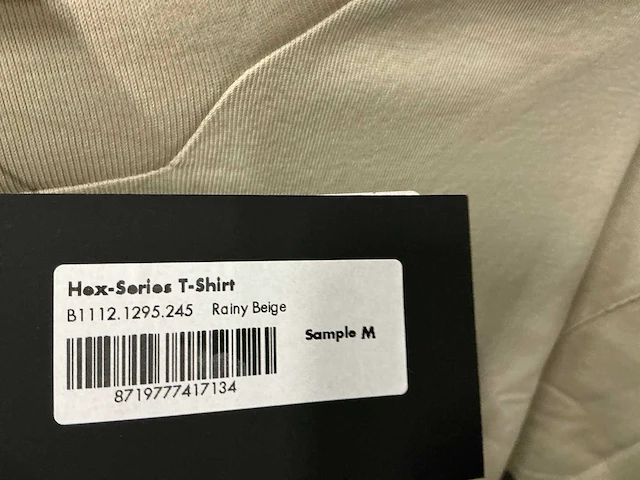 Hex-Series T-Shirt
B1112.1295.245 Rainy Beige
Sample M
8719777417134